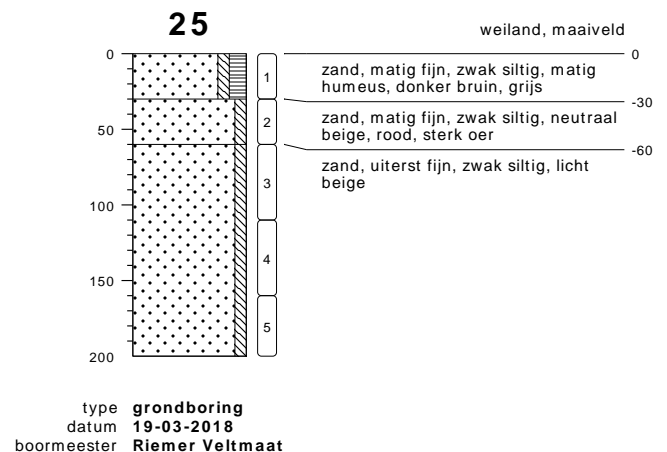 25
weiland, maaiveld
0
0
zand, matig fijn, zwak siltig, matig
humeus, donker bruin, grijs
1
-30
zand, matig fijn, zwak siltig, neutraal
beige, rood, sterk oer
2
50
-60
zand, uiterst fijn, zwak siltig, licht
beige
3
100
4
150
5
200
type grondboring
datum 19-03-2018
boormeester Riemer Veltmaat